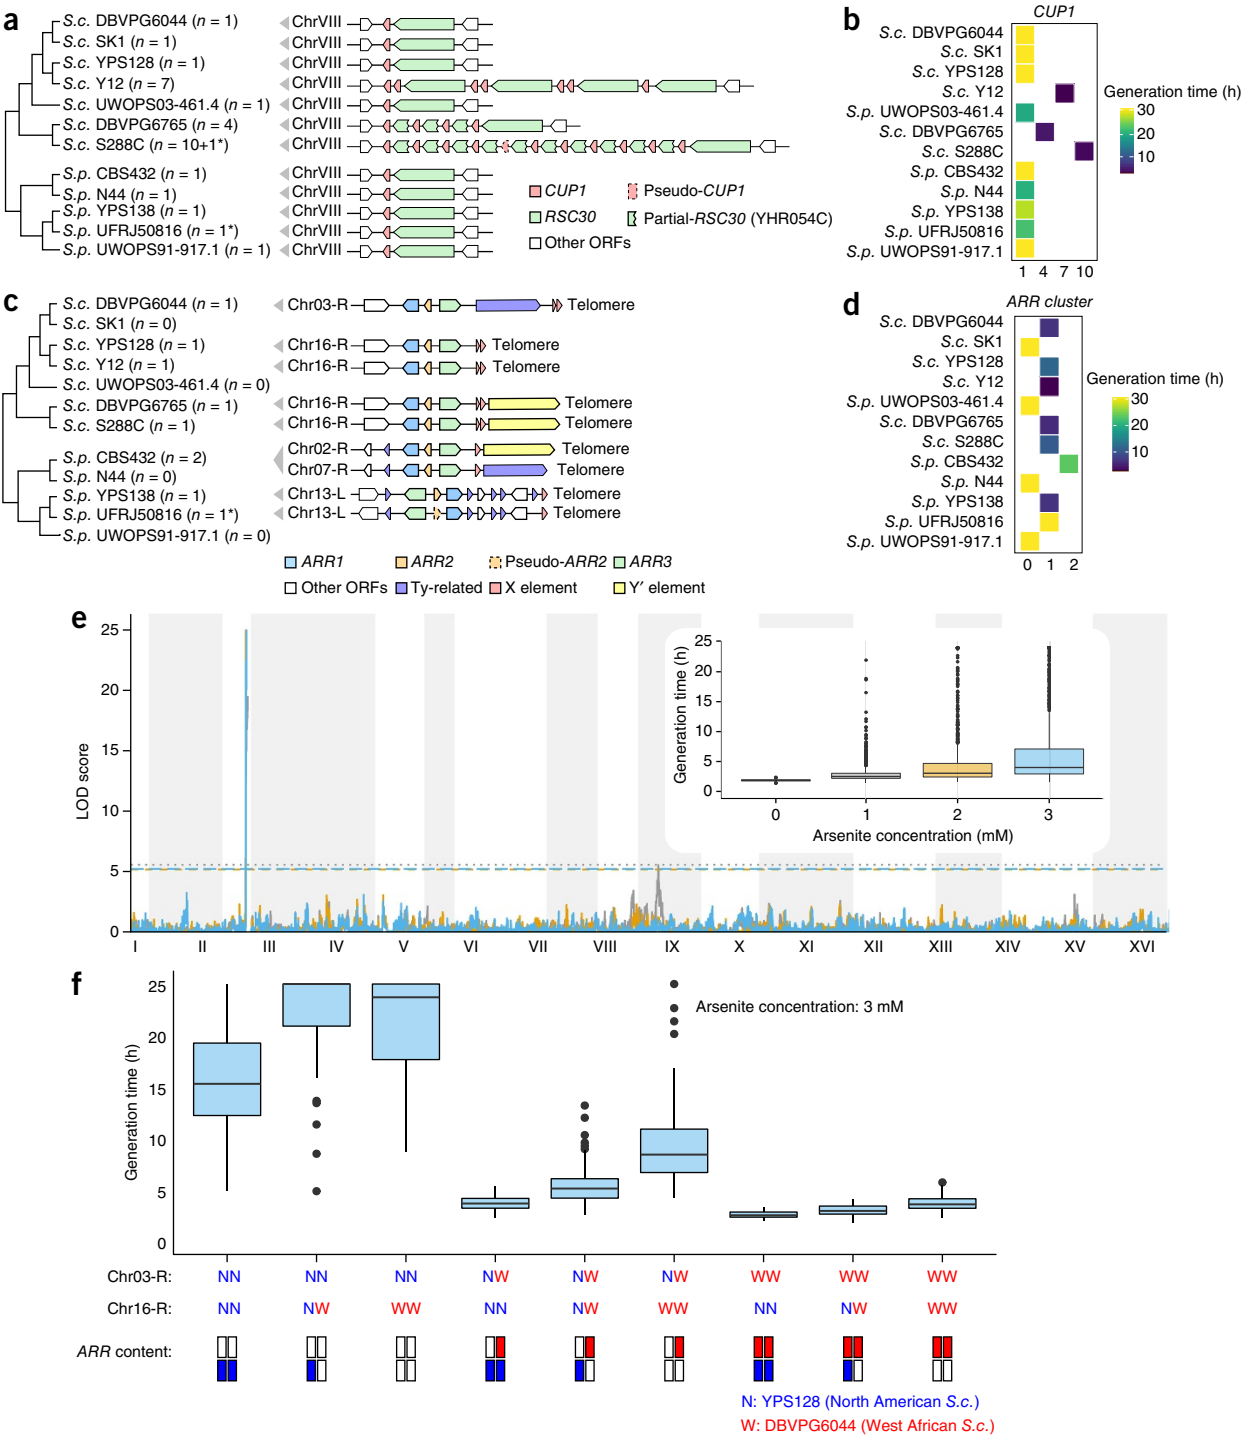 a
S.c. DBVPG6044 (n = 1)
S.c. SK1 (n = 1)
S.c. YPS128 (n = 1)
S.c. Y12 (n = 7)
S.c. UWOPS03-461.4 (n = 1)
S.c. DBVPG6765 (n = 4)
S.c. S288C (n = 10+1*)
S.p. CBS432 (n = 1)
S.p. N44 (n = 1)
S.p. YPS138 (n = 1)
S.p. UFRJ50816 (n = 1*)
S.p. UWOPS91-917.1 (n = 1)
ChrVIII
ChrVIII
ChrVIII
ChrVIII
ChrVIII
ChrVIII
ChrVIII
ChrVIII
ChrVIII
ChrVIII
ChrVIII
ChrVIII
CUP1
Pseudo-CUP1
RSC30
Partial-RSC30 (YHR054C)
Other ORFs
b
CUP1
S.c. DBVPG6044
S.c. SK1
S.c. YPS128
S.c. Y12
S.p. UWOPS03-461.4
S.c. DBVPG6765
S.c. S288C
S.p. CBS432
S.p. N44
S.p. YPS138
S.p. UFRJ50816
S.p. UWOPS91-917.1
1 4 7 10
Generation time (h)
30
20
10
c
S.c. DBVPG6044 (n = 1)
S.c. SK1 (n = 0)
S.c. YPS128 (n = 1)
S.c. Y12 (n = 1)
S.c. UWOPS03-461.4 (n = 0)
S.c. DBVPG6765 (n = 1)
S.c. S288C (n = 1)
S.p. CBS432 (n = 2)
S.p. N44 (n = 0)
S.p. YPS138 (n = 1)
S.p. UFRJ50816 (n = 1*)
S.p. UWOPS91-917.1 (n = 0)
Chr03-R Telomere
Chr16-R Telomere
Chr16-R Telomere
Chr16-R Telomere
Chr16-R Telomere
Chr02-R Telomere
Chr07-R Telomere
Chr13-L Telomere
Chr13-L Telomere
ARR1 ARR2 Pseudo-ARR2 ARR3
Other ORFs Ty-related X element Y′ element
d
ARR cluster
S.c. DBVPG6044
S.c. SK1
S.c. YPS128
S.c. Y12
S.p. UWOPS03-461.4
S.c. DBVPG6765
S.c. S288C
S.p. CBS432
S.p. N44
S.p. YPS138
S.p. UFRJ50816
S.p. UWOPS91-917.1
0 1 2
Generation time (h)
30
20
10
e
LOD score
25
20
15
10
5
0
I II III IV V VI VII VIII IX X XI XII XIII XIV XV XVI
Generation time (h)
25
20
15
10
5
0
0 1 2 3
Arsenite concentration (mM)
f
Generation time (h)
25
20
15
10
5
0
Arsenite concentration: 3 mM
Chr03-R: NN NN NN NW NW NW WW WW WW
Chr16-R: NN NW WW NN NW WW NN NW WW
ARR content:
N: YPS128 (North American S.c.)
W: DBVPG6044 (West African S.c.)